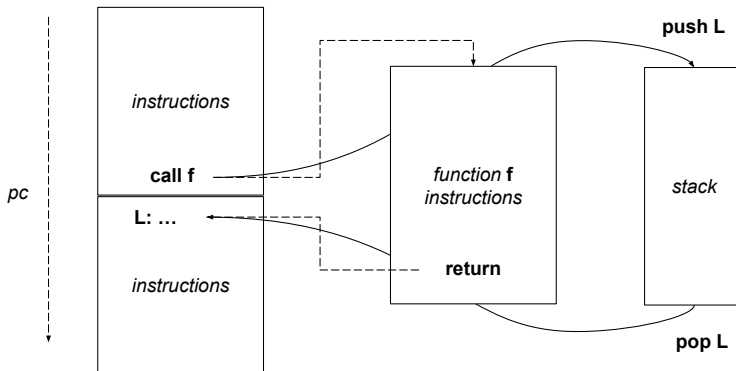 push L
instructions
call f
function f
instructions
stack
pc
L: …
return
instructions
pop L